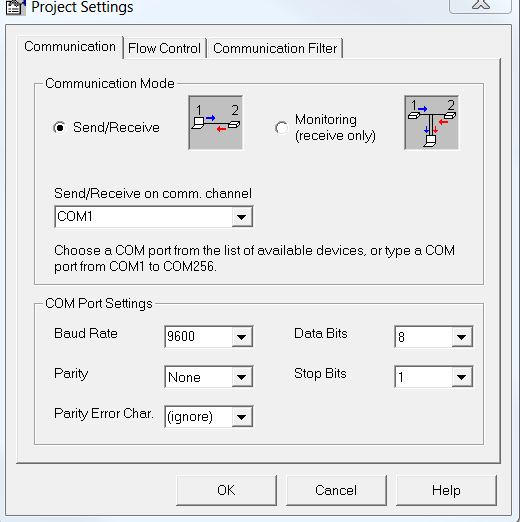 Project Settings
Communication
Flow Control
Communication Filter
Communication Mode
Send/Receive
1 2
Monitoring
(receive only)
1 2
Send/Receive on comm. channel
COM1
Choose a COM port from the list of available devices, or type a COM
port from COM1 to COM256.
COM Port Settings
Baud Rate
9600
Data Bits
8
Parity
None
Stop Bits
1
Parity Error Char.
(ignore)
OK
Cancel
Help